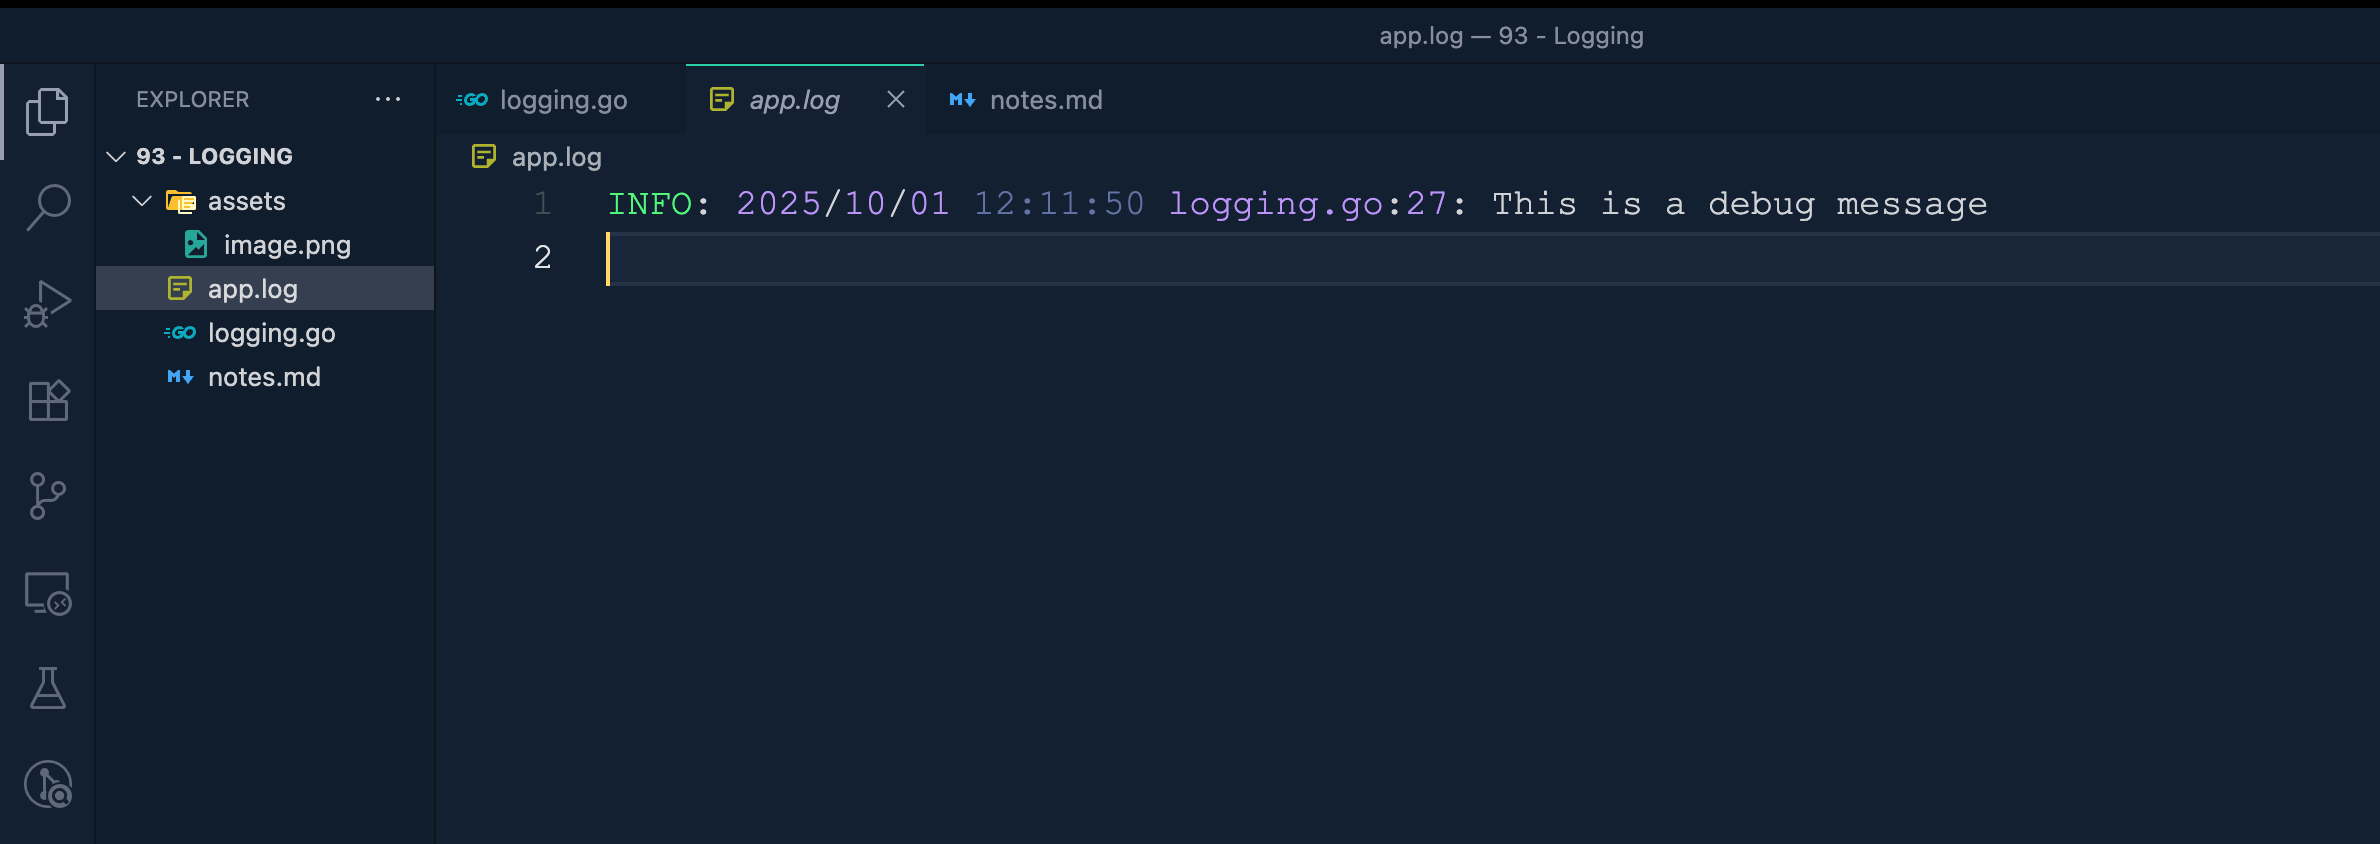 app.log — 93 - Logging
EXPLORER
logging.go
app.log
notes.md
93 - LOGGING
assets
image.png
app.log
logging.go
notes.md
app.log
1 INFO: 2025/10/01 12:11:50 logging.go:27: This is a debug message
2